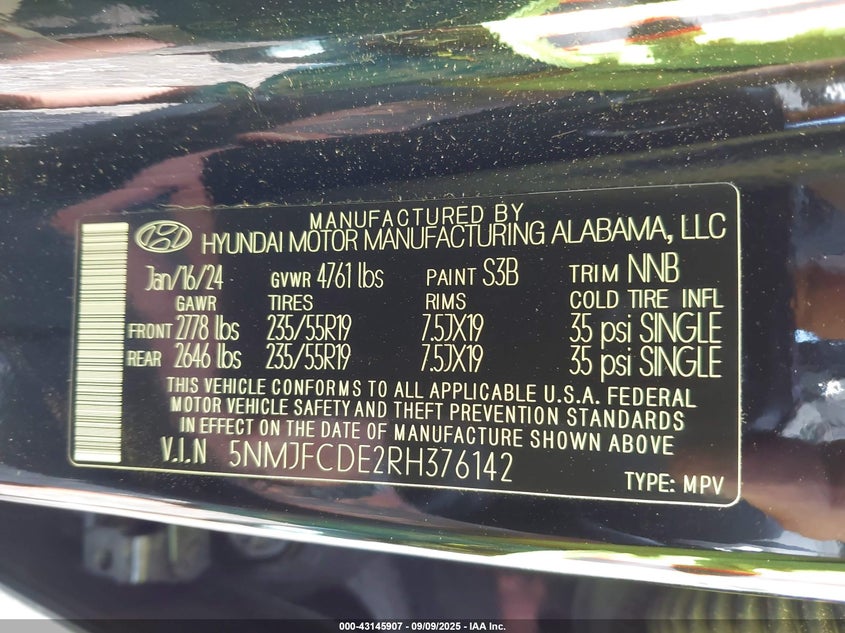 MANUFACTURED BY
HYUNDAI MOTOR MANUFACTURING ALABAMA, LLC
Jan/16/24 GVWR 4761 lbs PAINT S3B TRIM NNB
GAWR TIRES RIMS COLD TIRE INFL
FRONT 2778 lbs 235/55R19 7.5JX19 35 psi SINGLE
REAR 2646 lbs 235/55R19 7.5JX19 35 psi SINGLE
THIS VEHICLE CONFORMS TO ALL APPLICABLE U.S.A. FEDERAL
MOTOR VEHICLE SAFETY AND THEFT PREVENTION STANDARDS
IN EFFECT ON THE DATE OF MANUFACTURE SHOWN ABOVE
V.I.N 5NMJFCDE2RH376142
TYPE: MPV
000-43145907 - 09/09/2025 - IAA Inc.